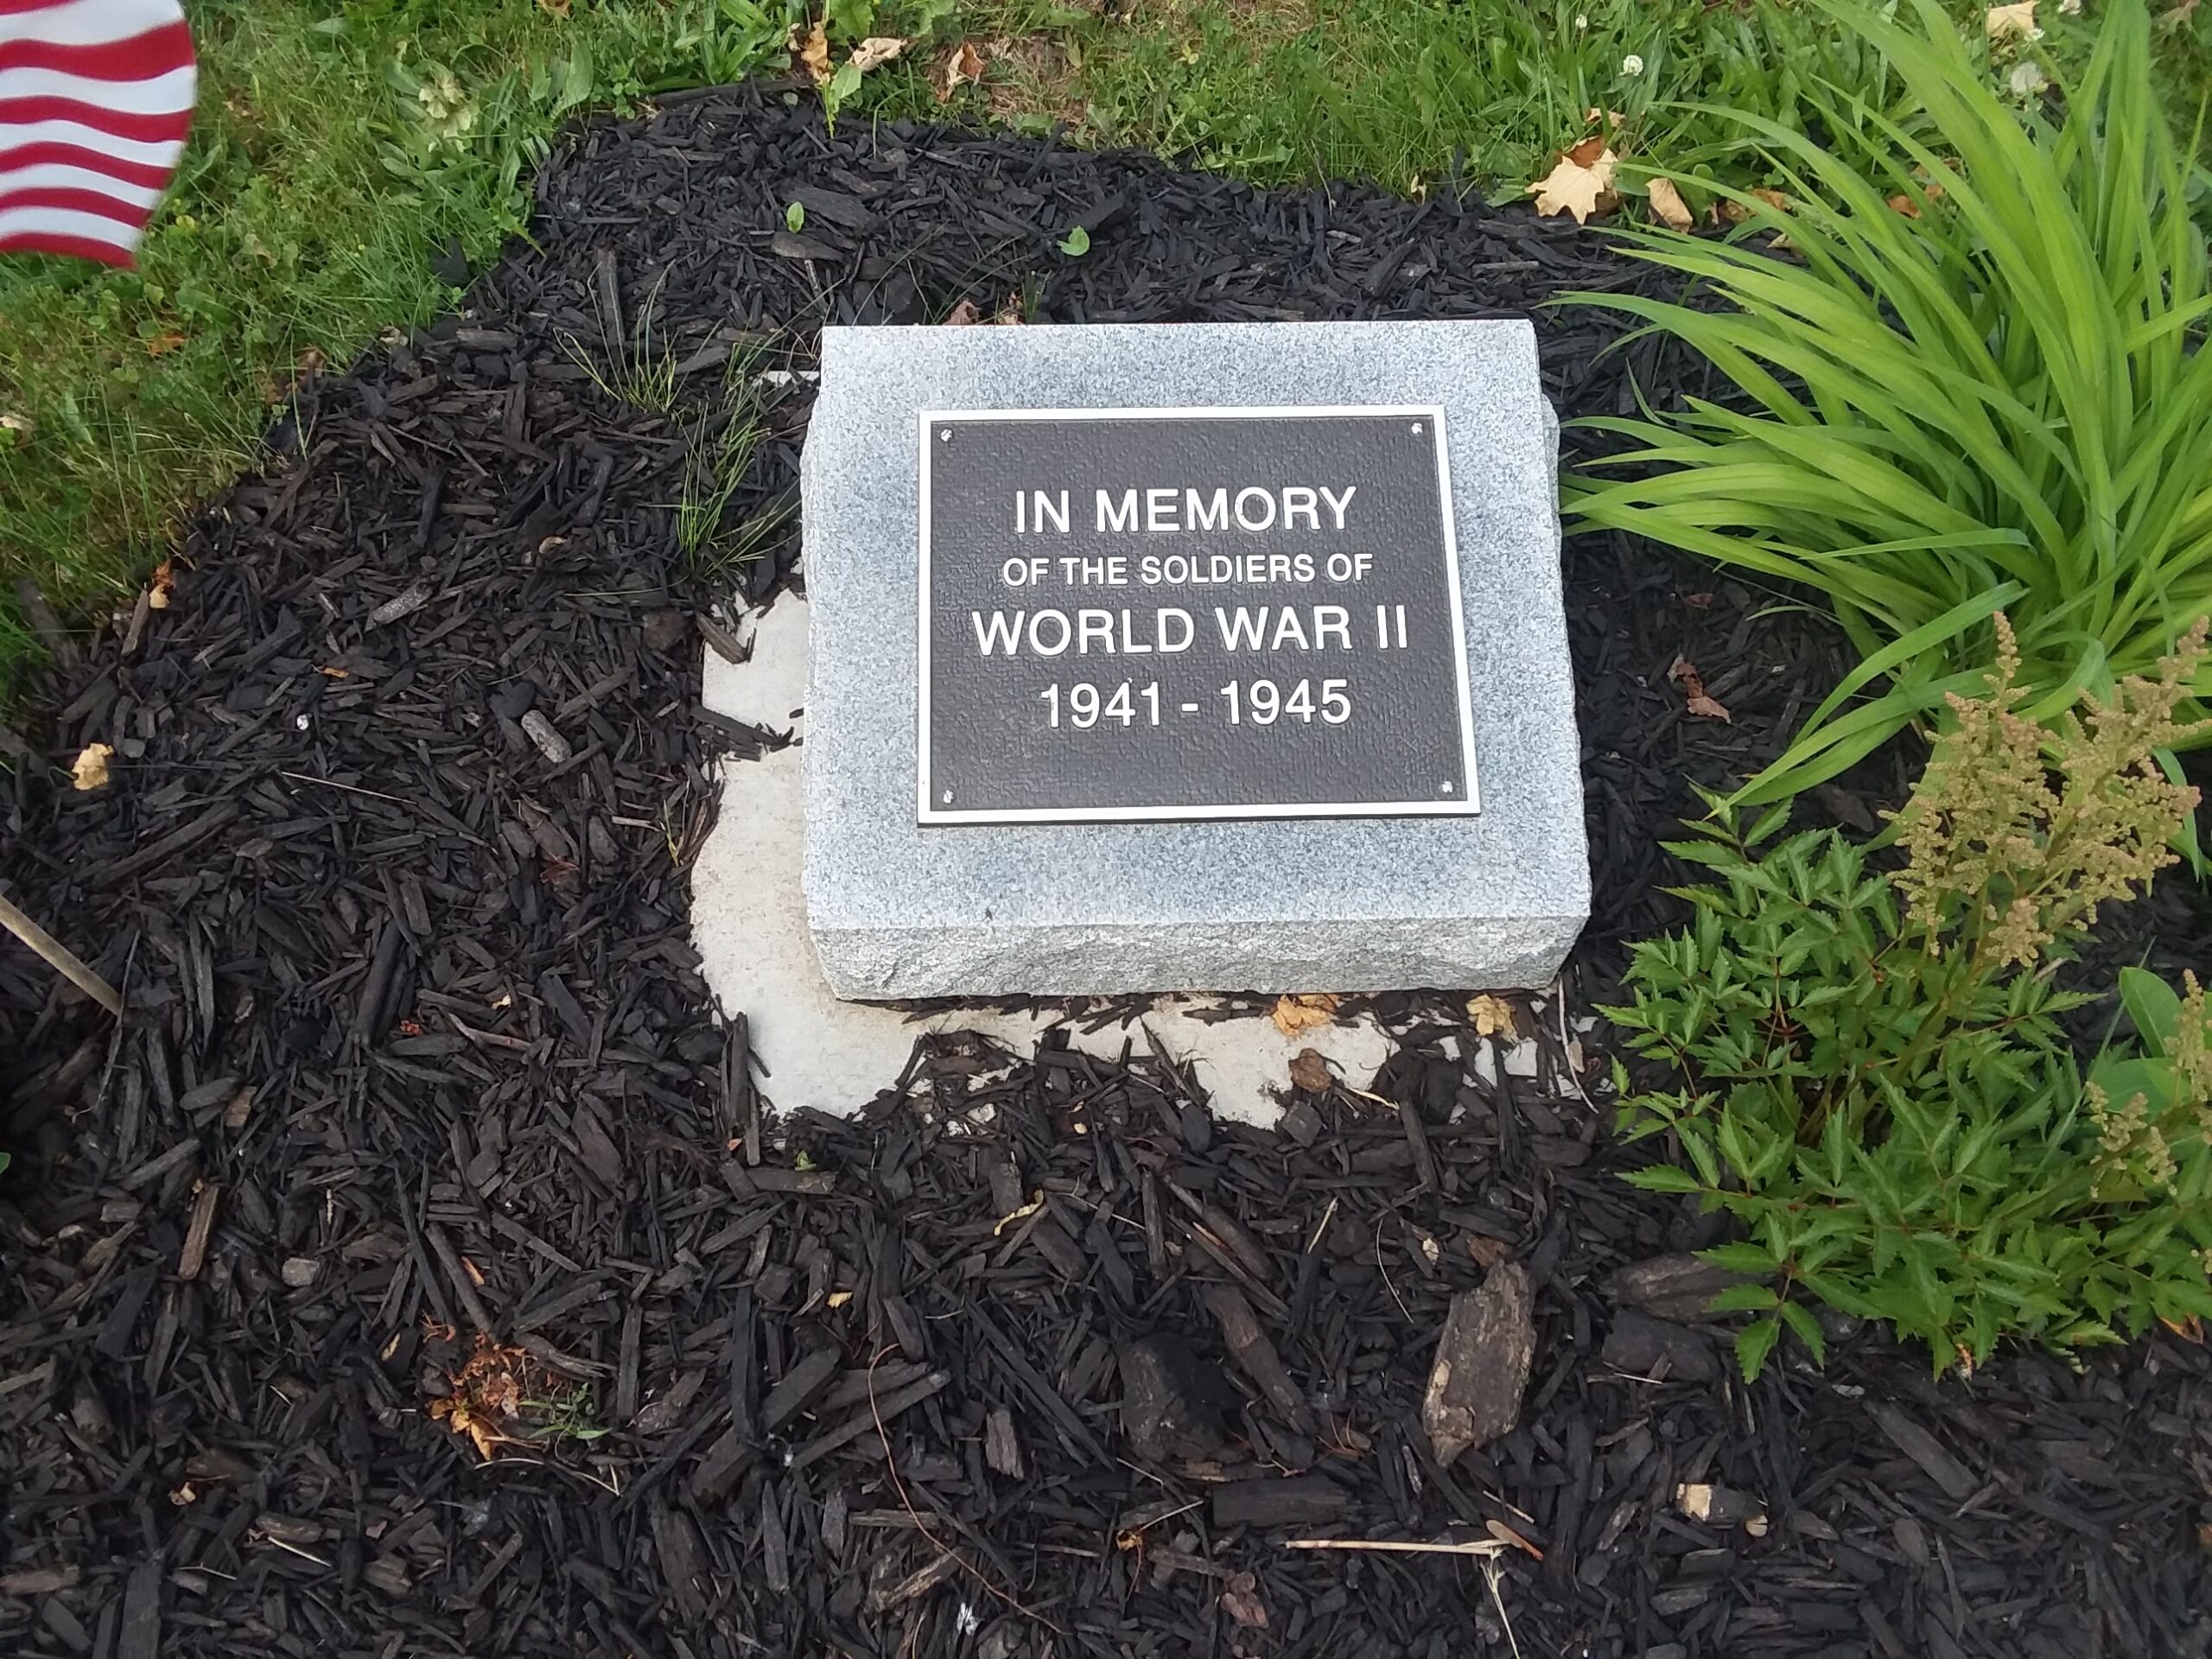 IN MEMORY
OF THE SOLDIERS OF
WORLD WAR II
1941 - 1945